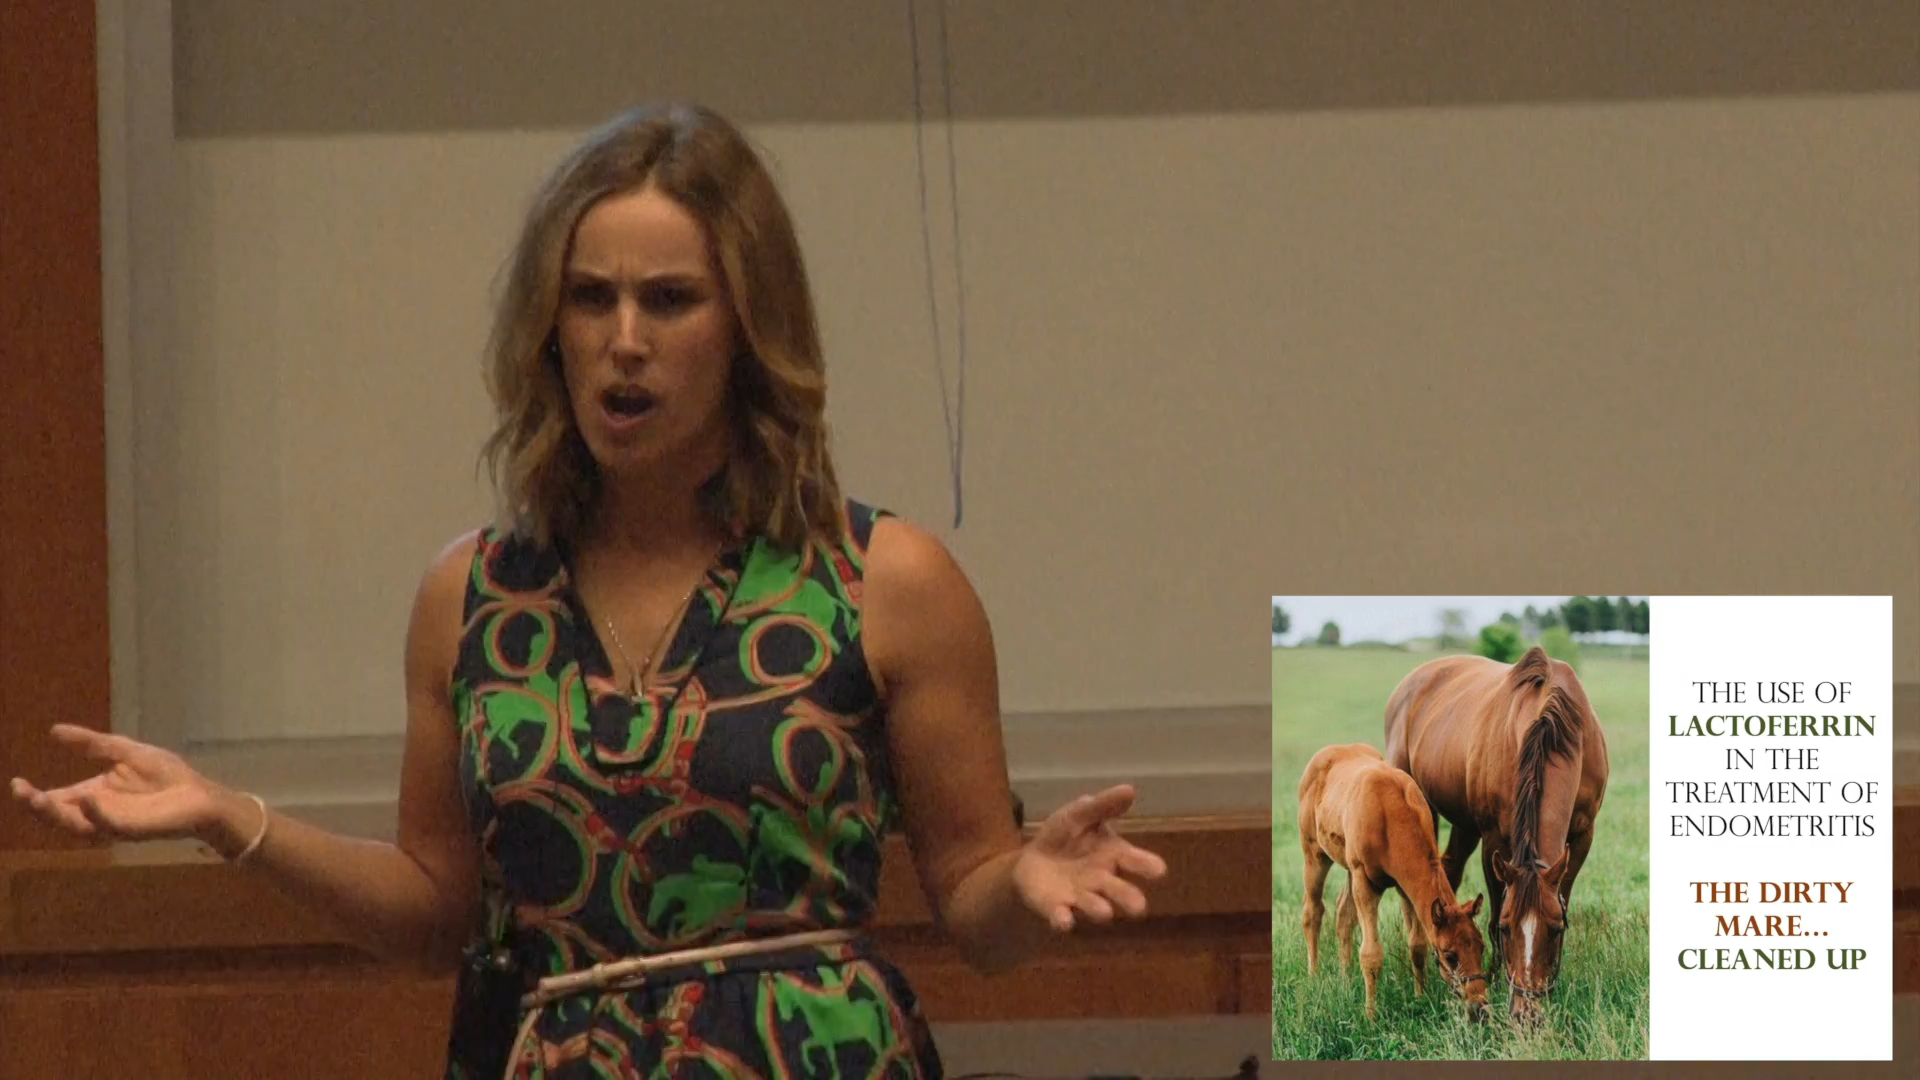 THE USE OF
LACTOFERRIN
IN THE
TREATMENT OF
ENDOMETRITIS
THE DIRTY
MARE...
CLEANED UP